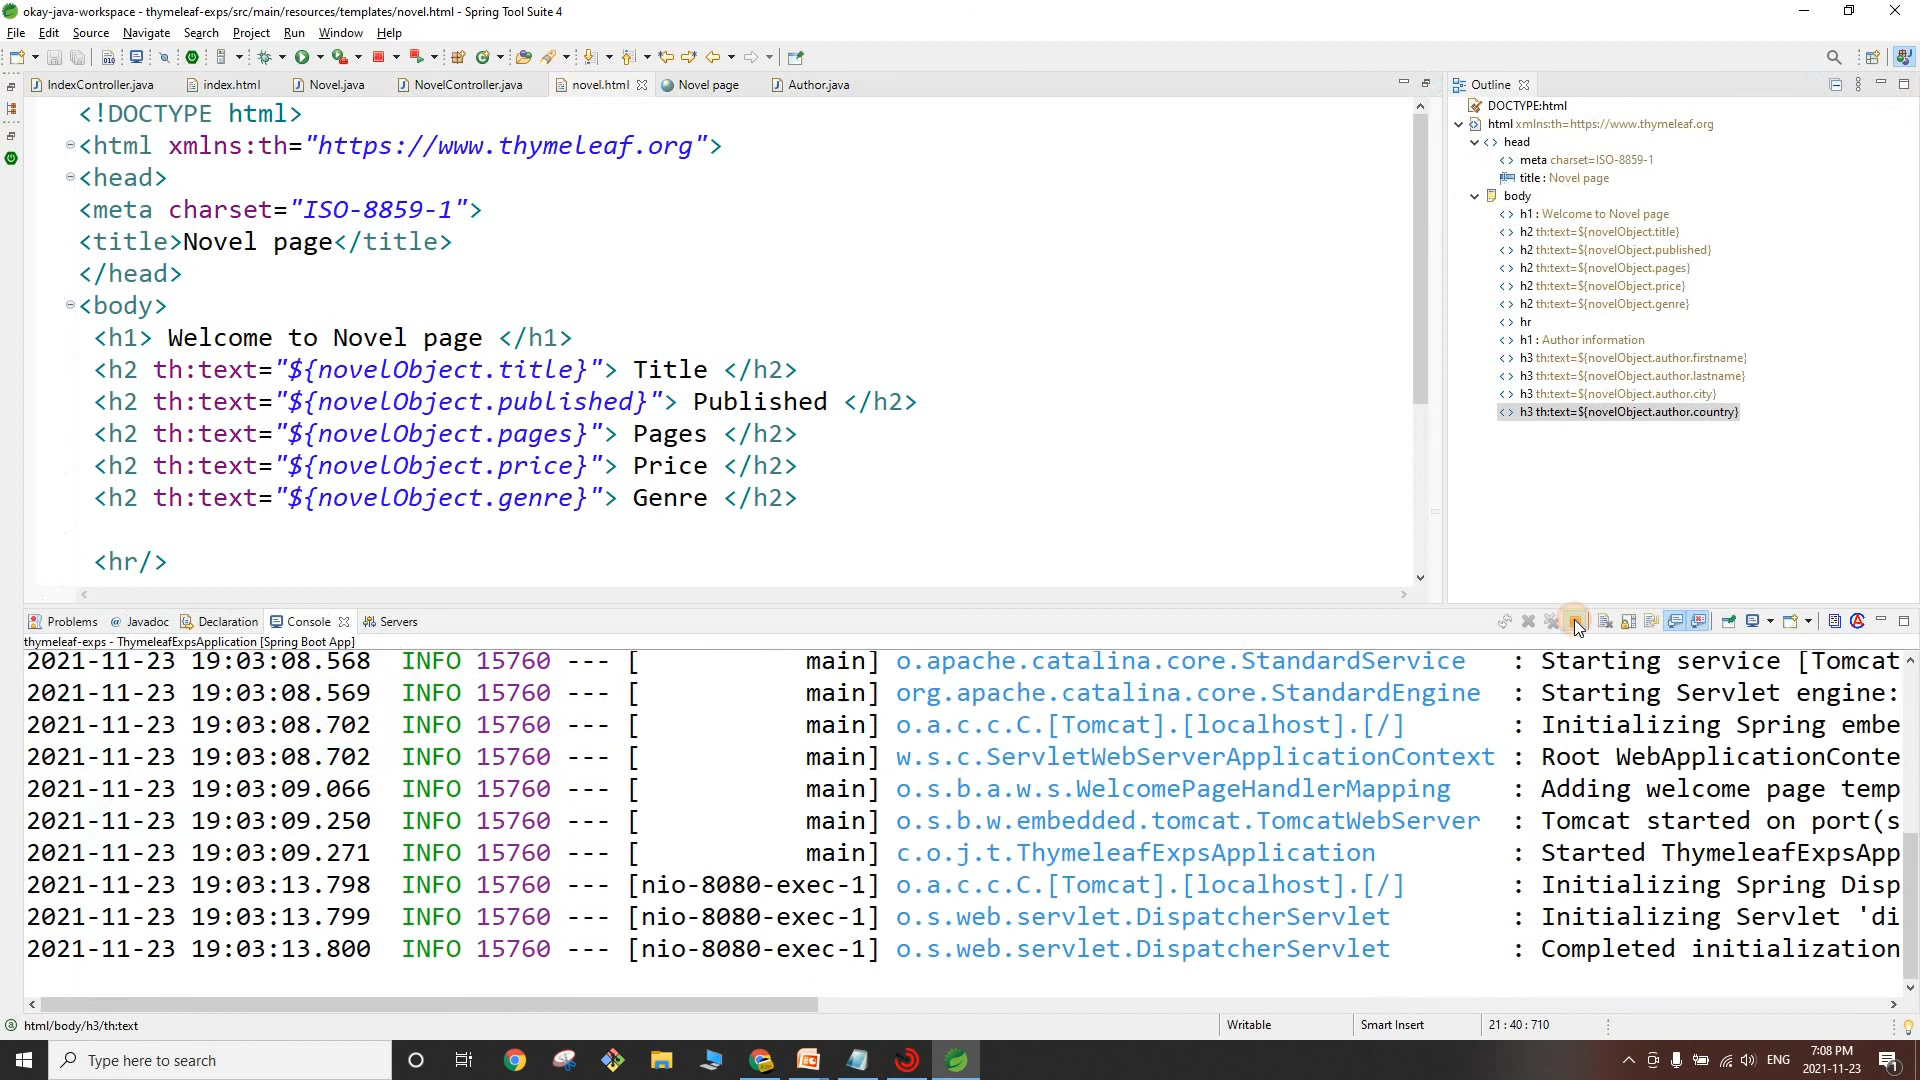 okay-java-workspace - thymeleaf-exps/src/main/resources/templates/novel.html - Spring Tool Suite 4
File Edit Source Navigate Search Project Run Window Help
IndexController.java index.html Novel.java NovelController.java novel.html Novel page Author.java
<!DOCTYPE html>
<html xmlns:th="https://www.thymeleaf.org">
<head>
<meta charset="ISO-8859-1">
<title>Novel page</title>
</head>
<body>
<h1> Welcome to Novel page </h1>
<h2 th:text="${novelObject.title}"> Title </h2>
<h2 th:text="${novelObject.published}"> Published </h2>
<h2 th:text="${novelObject.pages}"> Pages </h2>
<h2 th:text="${novelObject.price}"> Price </h2>
<h2 th:text="${novelObject.genre}"> Genre </h2>
<hr/>
Outline
DOCTYPE:html
html xmlns:th=https://www.thymeleaf.org
head
meta charset=ISO-8859-1
title : Novel page
body
h1 : Welcome to Novel page
h2 th:text=${novelObject.title}
h2 th:text=${novelObject.published}
h2 th:text=${novelObject.pages}
h2 th:text=${novelObject.price}
h2 th:text=${novelObject.genre}
hr
h1 : Author information
h3 th:text=${novelObject.author.firstname}
h3 th:text=${novelObject.author.lastname}
h3 th:text=${novelObject.author.city}
h3 th:text=${novelObject.author.country}
Problems @ Javadoc Declaration Console Servers
thymeleaf-exps - ThymeleafExpsApplication [Spring Boot App]
2021-11-23 19:03:08.568 INFO 15760 --- [ main] o.apache.catalina.core.StandardService : Starting service [Tomcat
2021-11-23 19:03:08.569 INFO 15760 --- [ main] org.apache.catalina.core.StandardEngine : Starting Servlet engine:
2021-11-23 19:03:08.702 INFO 15760 --- [ main] o.a.c.c.C.[Tomcat].[localhost].[/] : Initializing Spring embe
2021-11-23 19:03:08.702 INFO 15760 --- [ main] w.s.c.ServletWebServerApplicationContext : Root WebApplicationConte
2021-11-23 19:03:09.066 INFO 15760 --- [ main] o.s.b.a.w.s.WelcomePageHandlerMapping : Adding welcome page temp
2021-11-23 19:03:09.250 INFO 15760 --- [ main] o.s.b.w.embedded.tomcat.TomcatWebServer : Tomcat started on port(s
2021-11-23 19:03:09.271 INFO 15760 --- [ main] c.o.j.t.ThymeleafExpsApplication : Started ThymeleafExpsApp
2021-11-23 19:03:13.798 INFO 15760 --- [nio-8080-exec-1] o.a.c.c.C.[Tomcat].[localhost].[/] : Initializing Spring Disp
2021-11-23 19:03:13.799 INFO 15760 --- [nio-8080-exec-1] o.s.web.servlet.DispatcherServlet : Initializing Servlet 'di
2021-11-23 19:03:13.800 INFO 15760 --- [nio-8080-exec-1] o.s.web.servlet.DispatcherServlet : Completed initialization
html/body/h3/th:text Writable Smart Insert 21 : 40 : 710
Type here to search
ENG
7:08 PM
2021-11-23
1